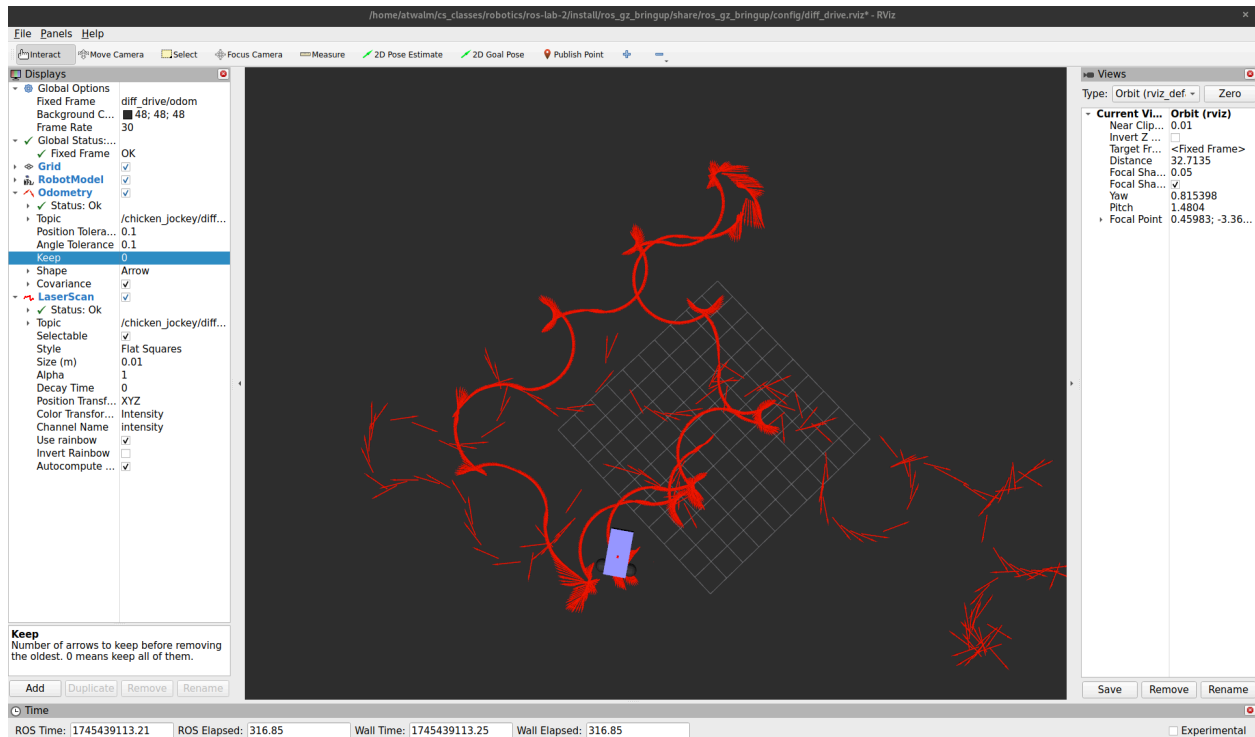 /home/atwalm/cs_classes/robotics/ros-lab-2/install/ros_gz_bringup/share/ros_gz_bringup/config/diff_drive.rviz* - RViz
File Panels Help
Interact Move Camera Select Focus Camera Measure 2D Pose Estimate 2D Goal Pose Publish Point
Displays
Global Options
Fixed Frame diff_drive/odom
Background C... 48; 48; 48
Frame Rate 30
Global Status:...
Fixed Frame OK
Grid
RobotModel
Odometry
Status: Ok
Topic /chicken_jockey/diff...
Position Tolera... 0.1
Angle Tolerance 0.1
Keep 0
Shape Arrow
Covariance
LaserScan
Status: Ok
Topic /chicken_jockey/diff...
Selectable
Style Flat Squares
Size (m) 0.01
Alpha 1
Decay Time 0
Position Transf... XYZ
Color Transfor... Intensity
Channel Name intensity
Use rainbow
Invert Rainbow
Autocompute ...
Keep
Number of arrows to keep before removing
the oldest. 0 means keep all of them.
Add Duplicate Remove Rename
Views
Type: Orbit (rviz_def Zero
Current Vi... Orbit (rviz)
Near Clip... 0.01
Invert Z ...
Target Fr... <Fixed Frame>
Distance 32.7135
Focal Sha... 0.05
Focal Sha...
Yaw 0.815398
Pitch 1.4804
Focal Point 0.45983; -3.36...
Save Remove Rename
Time
ROS Time: 1745439113.21 ROS Elapsed: 316.85 Wall Time: 1745439113.25 Wall Elapsed: 316.85 Experimental